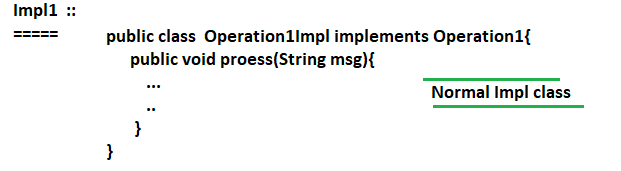 Impl1 ::
=====
public class Operation1Impl implements Operation1{
public void proess(String msg){
...
Normal Impl class
..
}
}